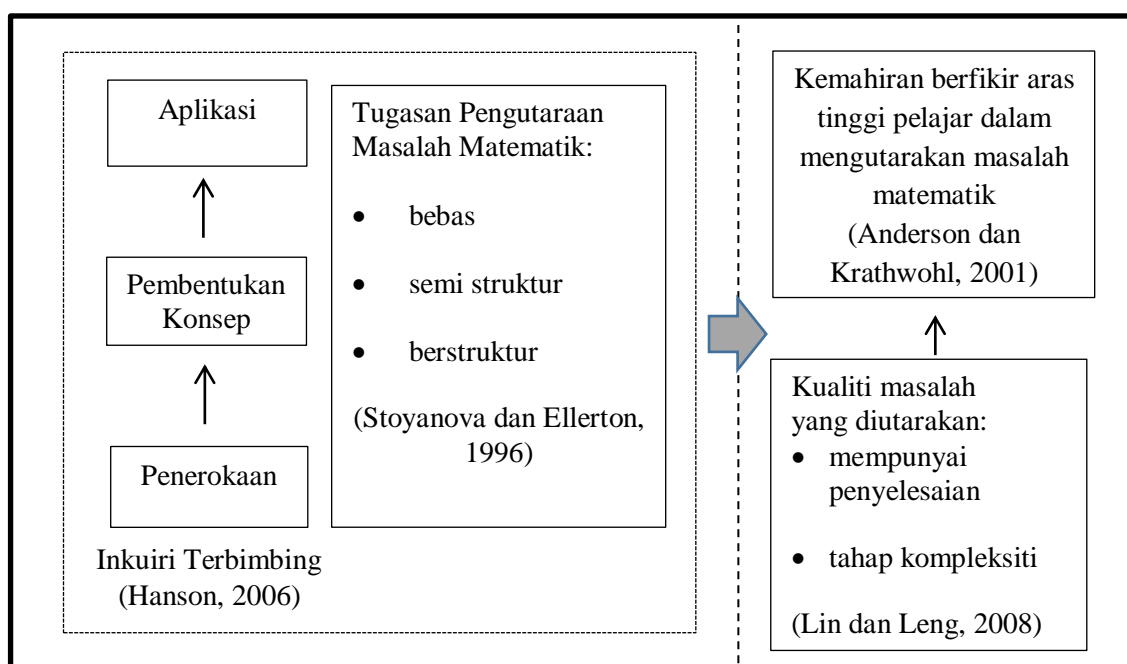 Aplikasi
Pembentukan
Konsep
Penerokaan
Inkuiri Terbimbing
(Hanson, 2006)
Tugasan Pengutaraan
Masalah Matematik:
• bebas
• semi struktur
• berstruktur
(Stoyanova dan Ellerton,
1996)
Kemahiran berfikir aras
tinggi pelajar dalam
mengutarakan masalah
matematik
(Anderson dan
Krathwohl, 2001)
Kualiti masalah
yang diutarakan:
• mempunyai
penyelesaian
• tahap kompleksiti
(Lin dan Leng, 2008)